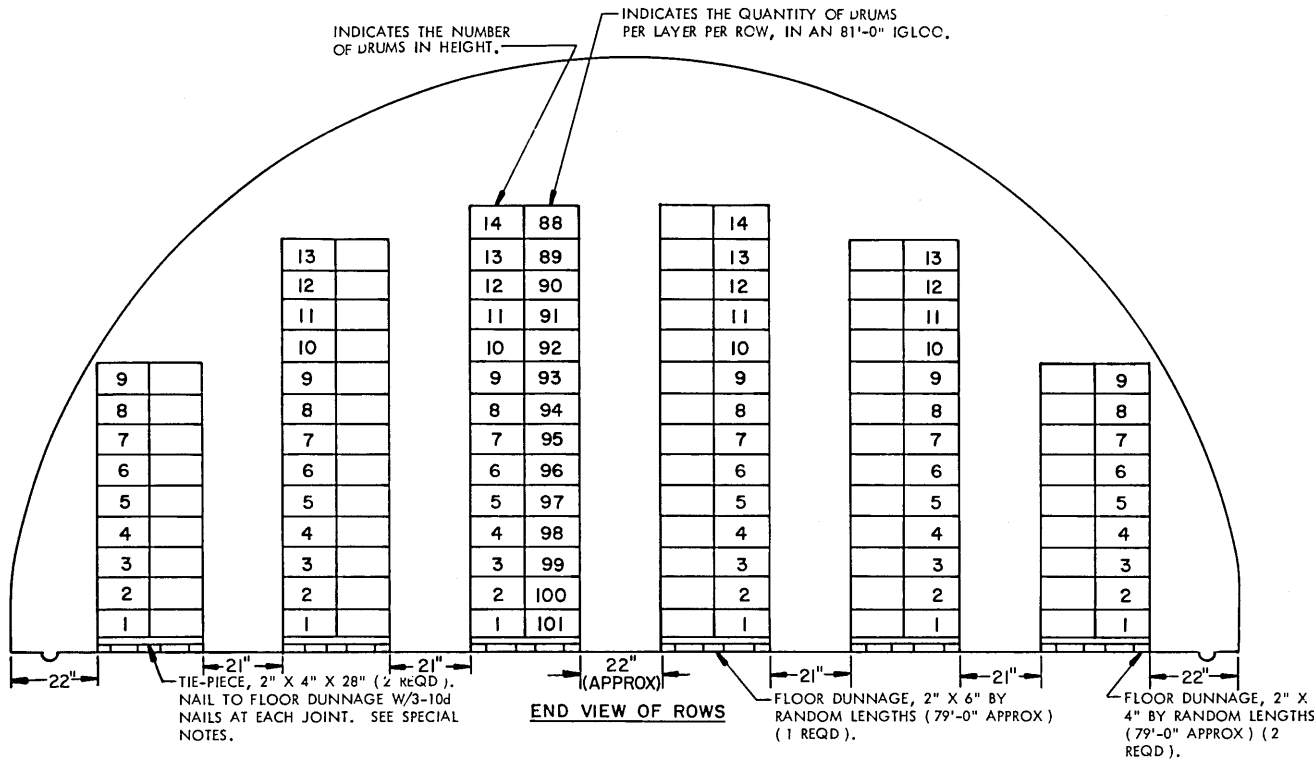 INDICATES THE NUMBER
OF DRUMS IN HEIGHT.
INDICATES THE QUANTITY OF DRUMS
PER LAYER PER ROW, IN AN 81'-0" IGLOO.
14 88 14
13 13 89 13 13
12 12 90 12 12
11 11 91 11 11
10 10 92 10 10
9 9 9 93 9 9 9
8 8 8 94 8 8 8
7 7 7 95 7 7 7
6 6 6 96 6 6 6
5 5 5 97 5 5 5
4 4 4 98 4 4 4
3 3 3 99 3 3 3
2 2 2 100 2 2 2
1 1 1 101 1 1 1
22" 21" 21" 22" 21" 21" 22"
(APPROX)
TIE-PIECE, 2" X 4" X 28" (2 REQD).
NAIL TO FLOOR DUNNAGE W/3-10d
NAILS AT EACH JOINT. SEE SPECIAL
NOTES.
END VIEW OF ROWS
FLOOR DUNNAGE, 2" X 6" BY
RANDOM LENGTHS (79'-0" APPROX)
(1 REQD).
FLOOR DUNNAGE, 2" X
4" BY RANDOM LENGTHS
(79'-0" APPROX) (2
REQD).